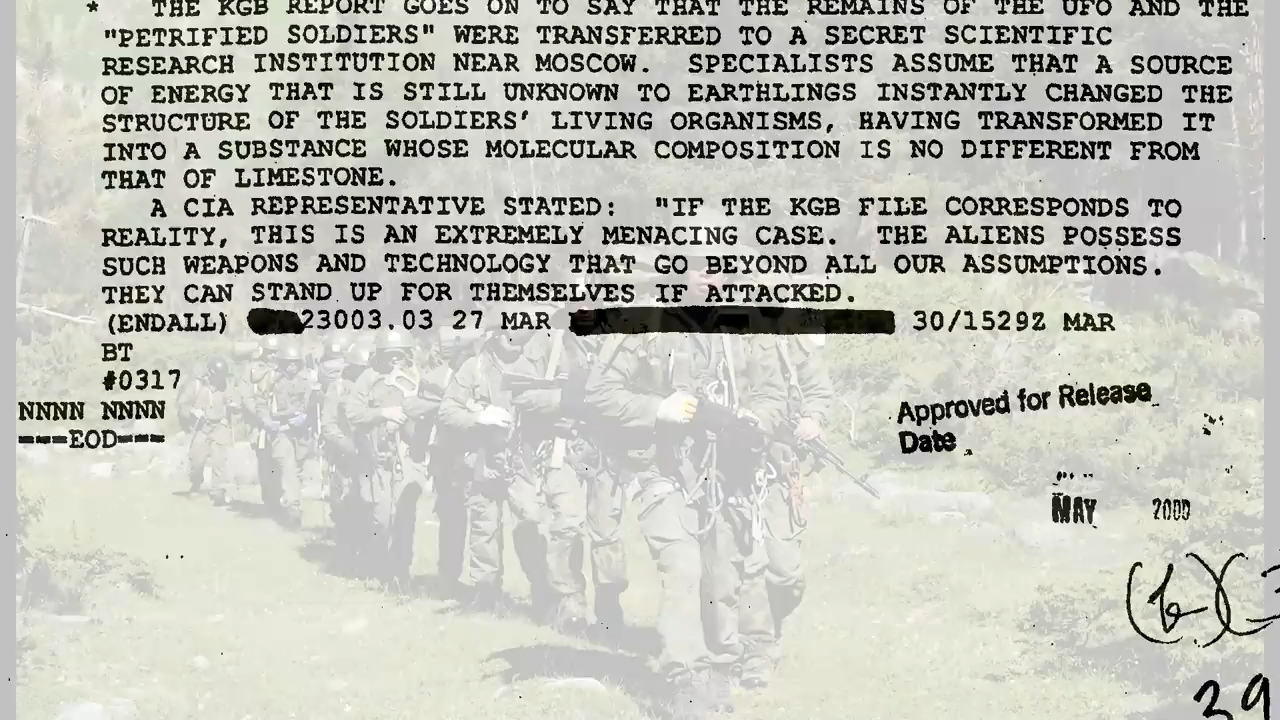 * THE KGB REPORT GOES ON TO SAY THAT THE REMAINS OF THE UFO AND THE
"PETRIFIED SOLDIERS" WERE TRANSFERRED TO A SECRET SCIENTIFIC
RESEARCH INSTITUTION NEAR MOSCOW. SPECIALISTS ASSUME THAT A SOURCE
OF ENERGY THAT IS STILL UNKNOWN TO EARTHLINGS INSTANTLY CHANGED THE
STRUCTURE OF THE SOLDIERS' LIVING ORGANISMS, HAVING TRANSFORMED IT
INTO A SUBSTANCE WHOSE MOLECULAR COMPOSITION IS NO DIFFERENT FROM
THAT OF LIMESTONE.
A CIA REPRESENTATIVE STATED: "IF THE KGB FILE CORRESPONDS TO
REALITY, THIS IS AN EXTREMELY MENACING CASE. THE ALIENS POSSESS
SUCH WEAPONS AND TECHNOLOGY THAT GO BEYOND ALL OUR ASSUMPTIONS.
THEY CAN STAND UP FOR THEMSELVES IF ATTACKED.
(ENDALL) 23003.03 27 MAR 30/1529Z MAR
BT
#0317
NNNN NNNN
===EOD===
Approved for Release
Date
MAY 2000
(b)(3
39